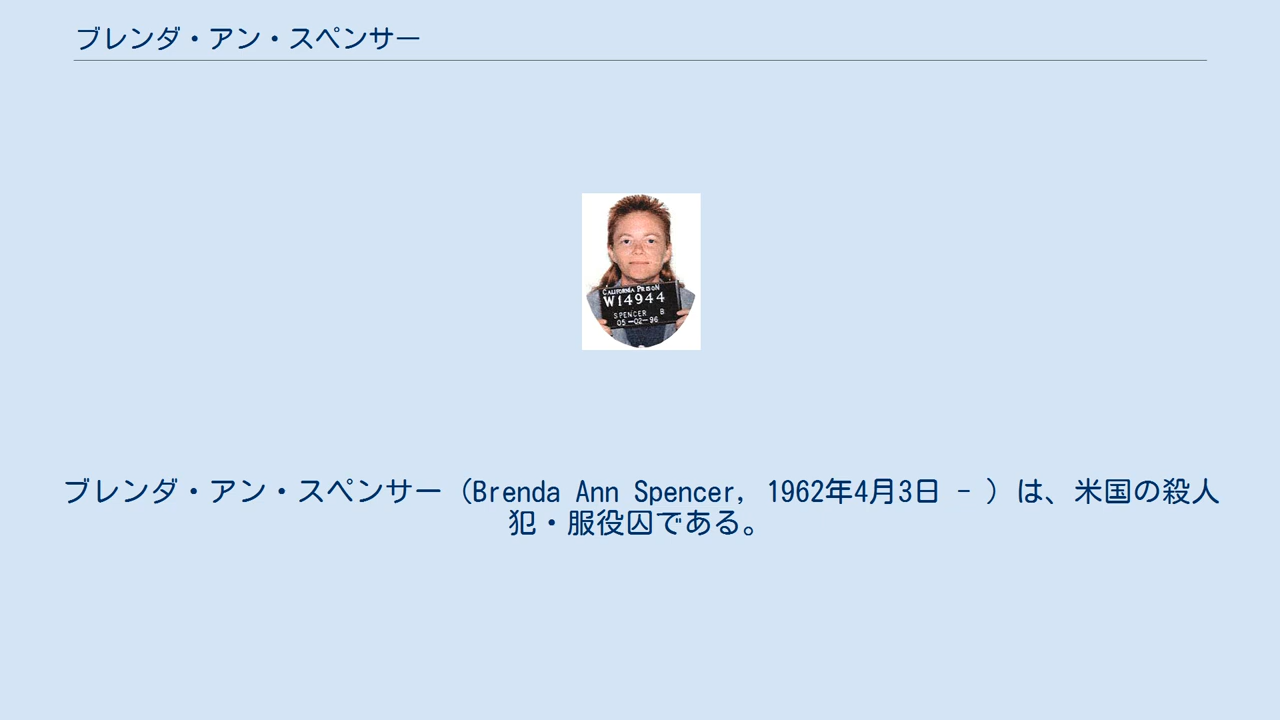 ブレンダ・アン・スペンサー
CALIFORNIA PRISON
W14944
SPENCER B
05-02-96
ブレンダ・アン・スペンサー (Brenda Ann Spencer, 1962年4月3日 - ) は、米国の殺人
犯・服役囚である。